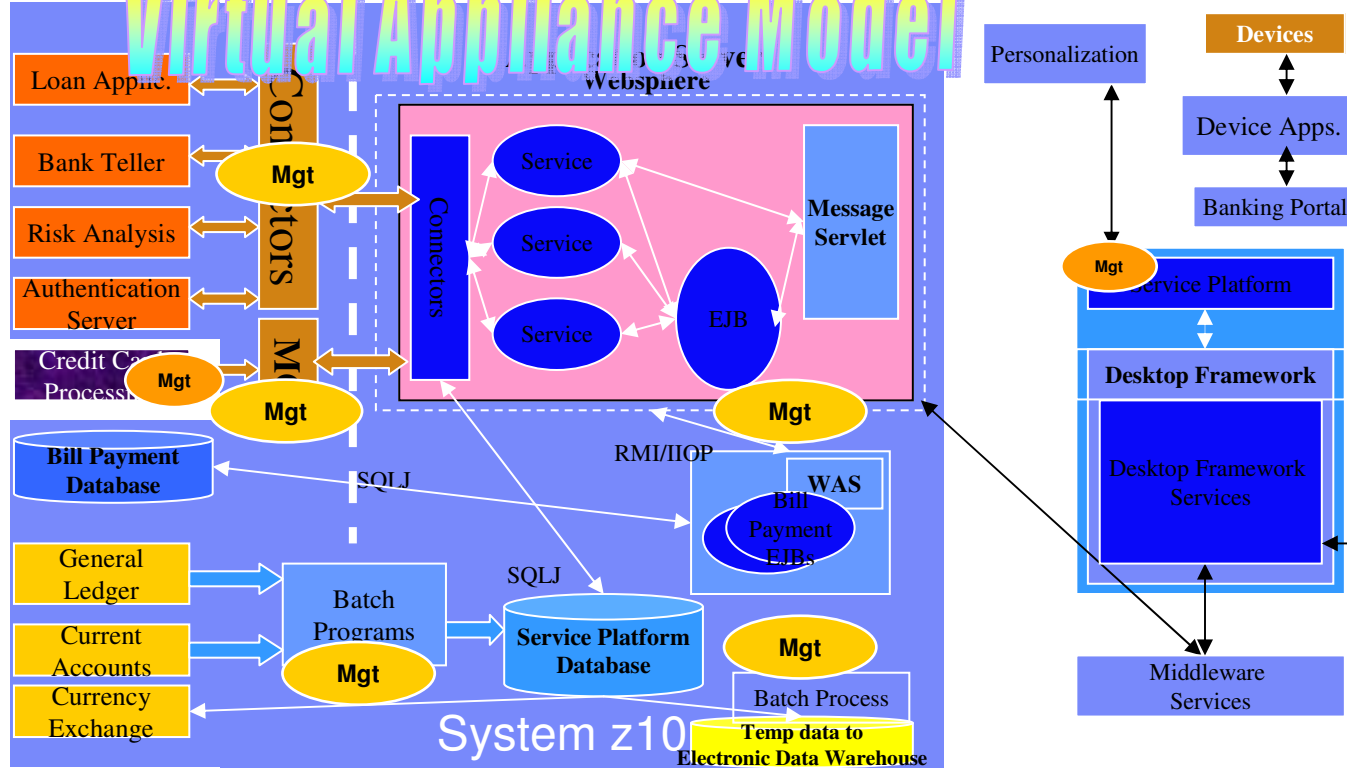 Virtual Appliance Model
Websphere
Personalization
Devices
Loan Applic.
Device Apps.
Bank Teller
Mgt
Service
Message
Servlet
Banking Portal
Risk Analysis
Connectors
Service
Mgt
Service Platform
Authentication
Server
Service
EJB
Credit Card
Mgt
Desktop Framework
Mgt
Mgt
Bill Payment
Database
RMI/IIOP
SQLJ
WAS
Bill
Payment
EJBs
Desktop Framework
Services
General
Ledger
SQLJ
Batch
Programs
Current
Accounts
Mgt
Service Platform
Database
Mgt
Middleware
Services
Currency
Exchange
Batch Process
System z10
Temp data to
Electronic Data Warehouse